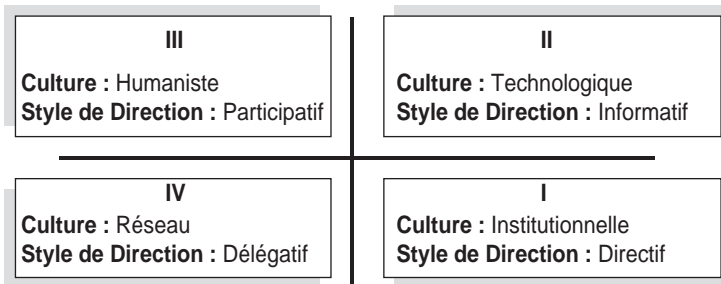 III
Culture : Humaniste
Style de Direction : Participatif
II
Culture : Technologique
Style de Direction : Informatif
IV
Culture : Réseau
Style de Direction : Délégatif
I
Culture : Institutionnelle
Style de Direction : Directif